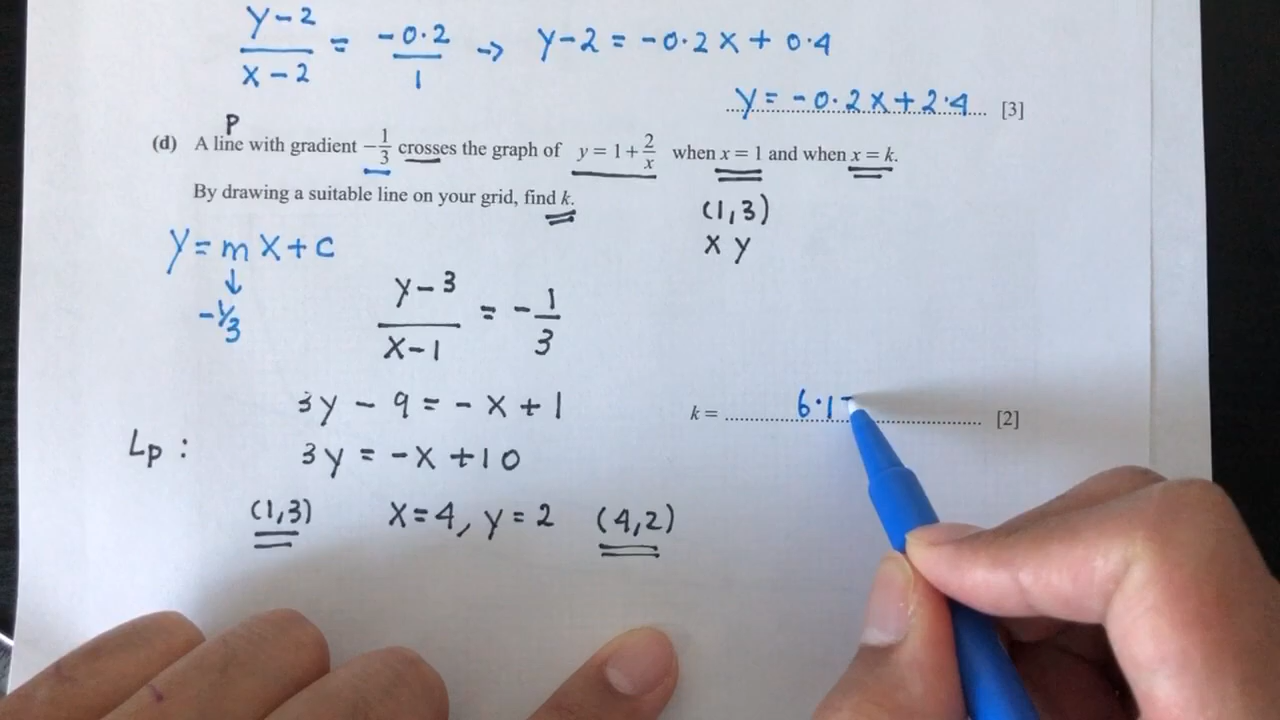 y-2 / x-2 = -0.2 / 1 → y-2 = -0.2x + 0.4
y = -0.2x + 2.4 [3]
P
(d) A line with gradient -1/3 crosses the graph of y = 1 + 2/x when x = 1 and when x = k.
By drawing a suitable line on your grid, find k.
(1,3)
x y
y = mx + c
↓
-1/3
y-3 / x-1 = -1/3
3y - 9 = -x + 1
k = 6.1 [2]
Lp : 3y = -x + 10
(1,3) x=4, y=2 (4,2)